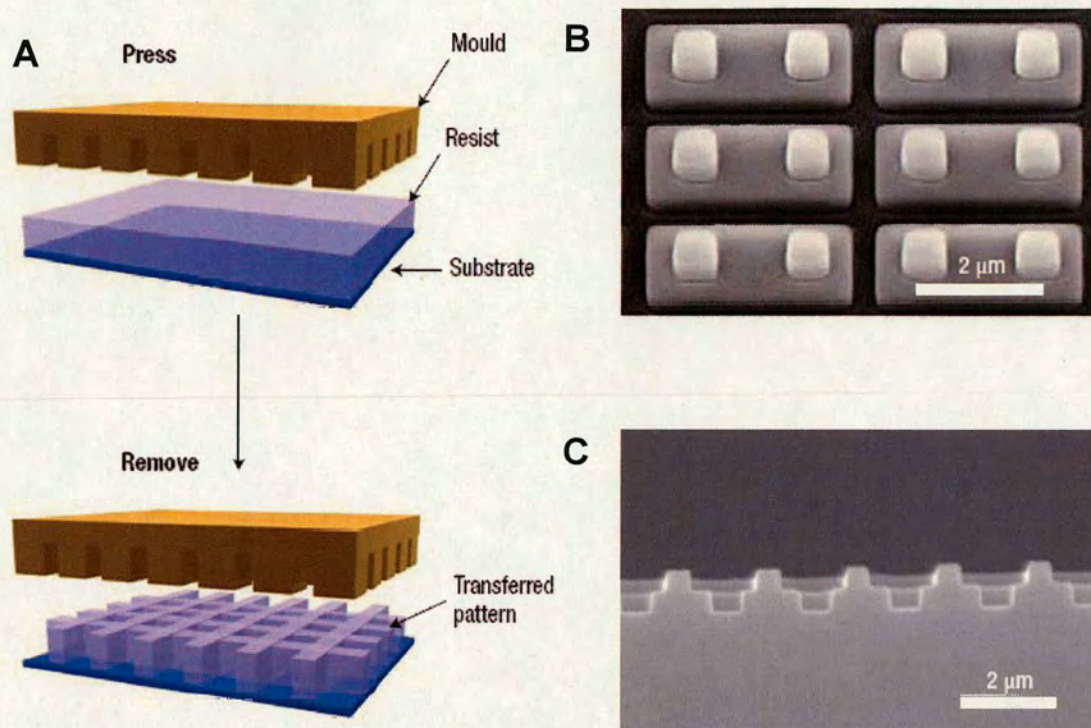 A
Press
Mould
Resist
Substrate
Remove
Transferred
pattern
B
2 μm
C
2 μm